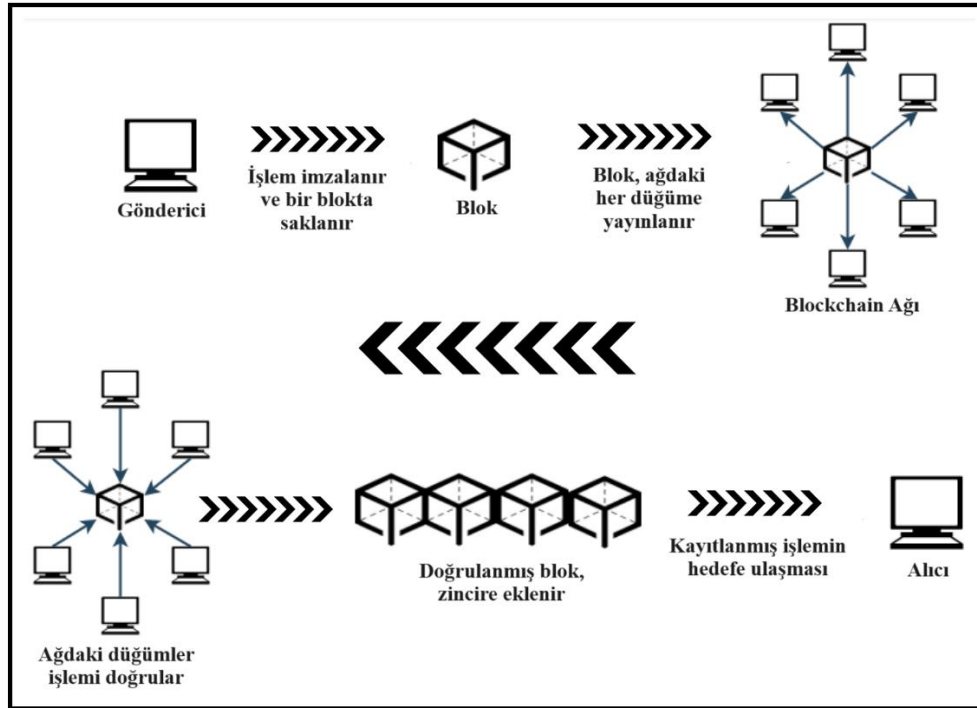 Gönderici
İşlem imzalanır
ve bir blokta
saklanır
Blok
Blok, ağdaki
her düğüme
yayınlanır
Blockchain Ağı
Ağdaki düğümler
işlemi doğrular
Doğrulanmış blok,
zincire eklenir
Kayıtlanmış işlemin
hedefe ulaşması
Alıcı